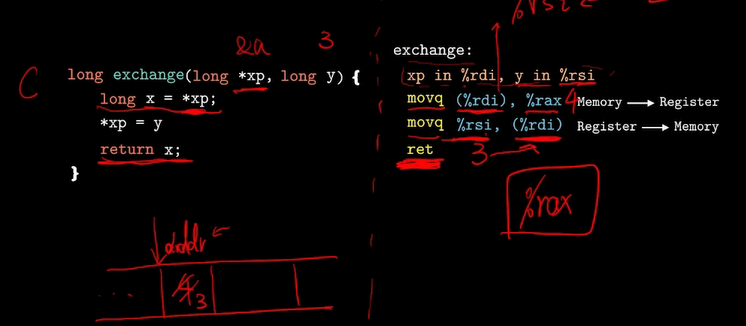 %rsi ←
&a 3
exchange:
C
long exchange(long *xp, long y) {
long x = *xp;
*xp = y
return x;
}
xp in %rdi, y in %rsi
movq (%rdi), %rax 4 Memory → Register
movq %rsi, (%rdi) Register → Memory
ret
3 →
%rax
addr ←
... 4 3